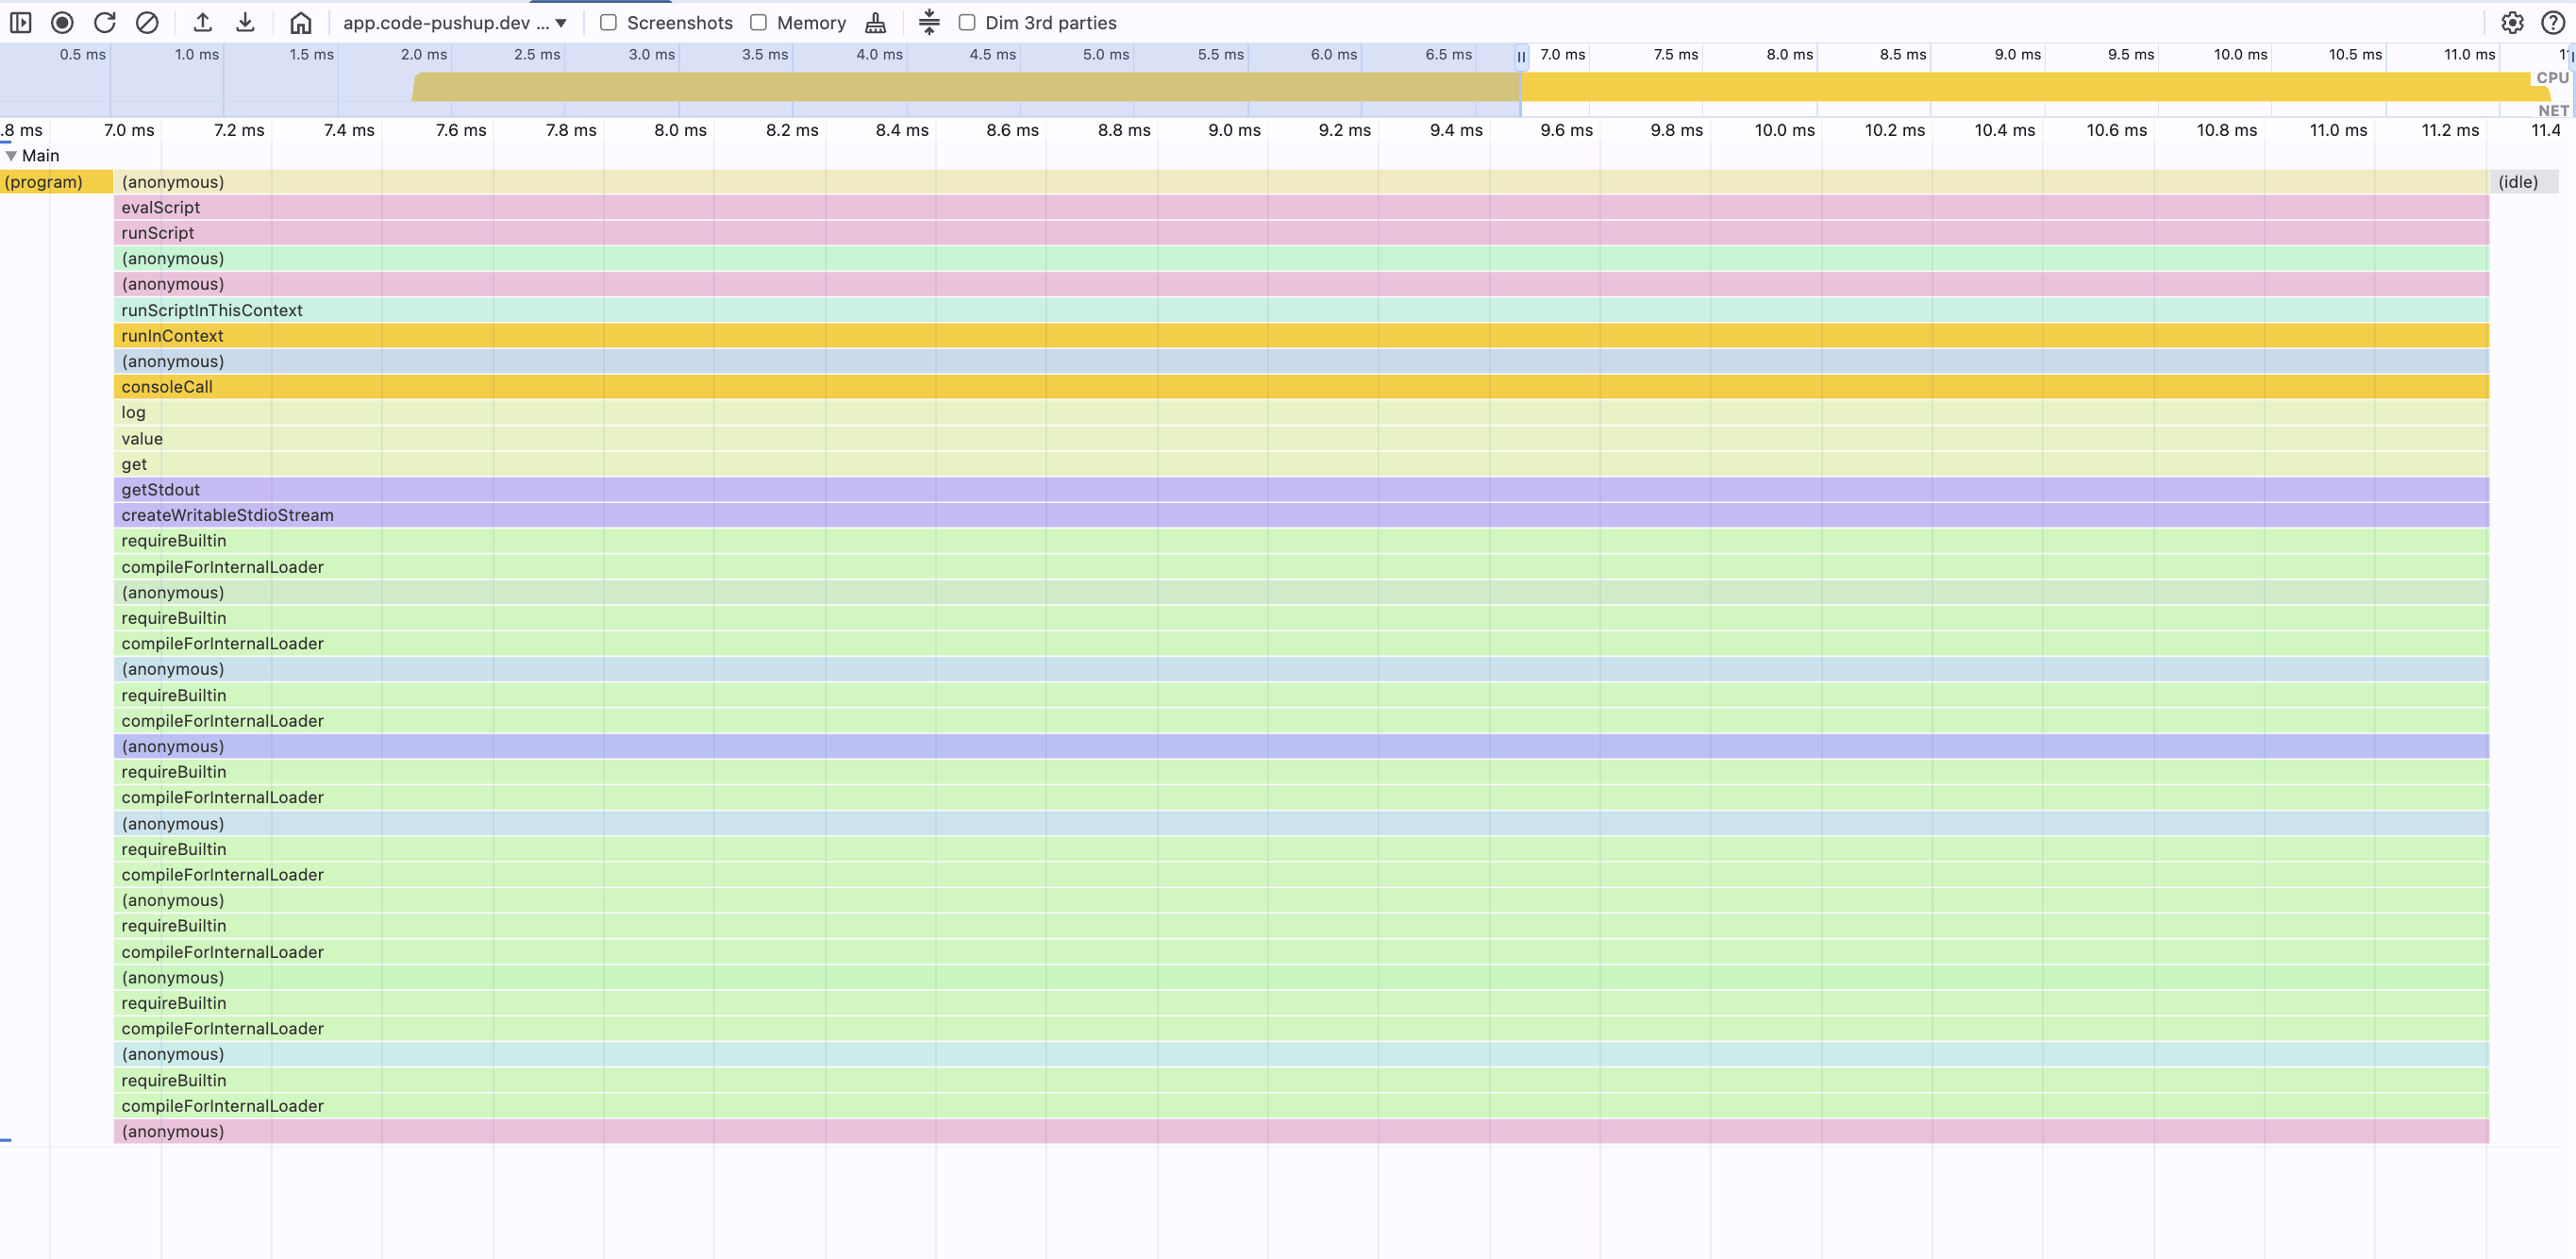 app.code-pushup.dev ... Screenshots Memory Dim 3rd parties
0.5 ms 1.0 ms 1.5 ms 2.0 ms 2.5 ms 3.0 ms 3.5 ms 4.0 ms 4.5 ms 5.0 ms 5.5 ms 6.0 ms 6.5 ms 7.0 ms 7.5 ms 8.0 ms 8.5 ms 9.0 ms 9.5 ms 10.0 ms 10.5 ms 11.0 ms
CPU
NET
.8 ms 7.0 ms 7.2 ms 7.4 ms 7.6 ms 7.8 ms 8.0 ms 8.2 ms 8.4 ms 8.6 ms 8.8 ms 9.0 ms 9.2 ms 9.4 ms 9.6 ms 9.8 ms 10.0 ms 10.2 ms 10.4 ms 10.6 ms 10.8 ms 11.0 ms 11.2 ms 11.4
Main
(program) (anonymous) (idle)
evalScript
runScript
(anonymous)
(anonymous)
runScriptInThisContext
runInContext
(anonymous)
consoleCall
log
value
get
getStdout
createWritableStdioStream
requireBuiltin
compileForInternalLoader
(anonymous)
requireBuiltin
compileForInternalLoader
(anonymous)
requireBuiltin
compileForInternalLoader
(anonymous)
requireBuiltin
compileForInternalLoader
(anonymous)
requireBuiltin
compileForInternalLoader
(anonymous)
requireBuiltin
compileForInternalLoader
(anonymous)
requireBuiltin
compileForInternalLoader
(anonymous)
requireBuiltin
compileForInternalLoader
(anonymous)